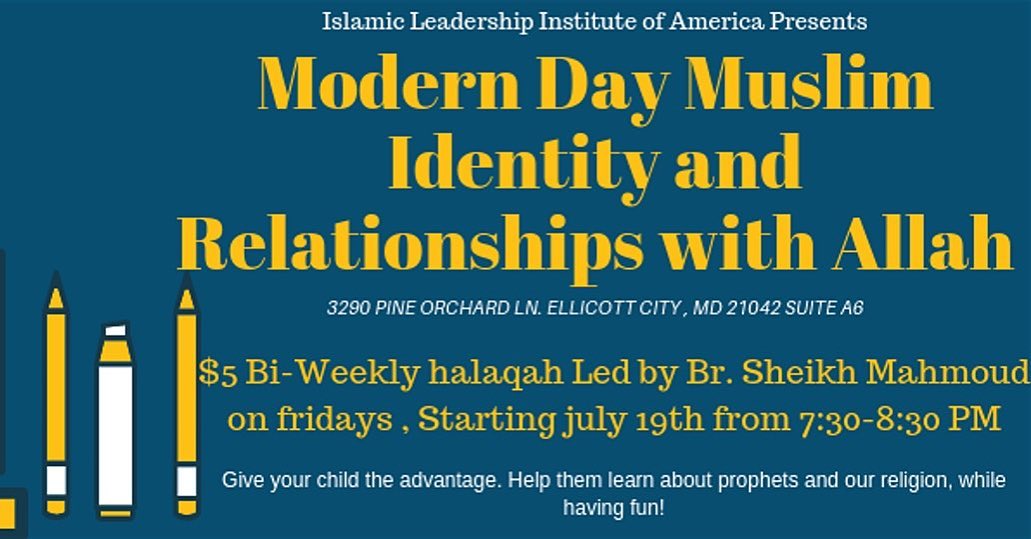 Islamic Leadership Institute of America Presents
Modern Day Muslim
Identity and
Relationships with Allah
3290 PINE ORCHARD LN. ELLICOTT CITY, MD 21042 SUITE A6
$5 Bi-Weekly halaqah Led by Br. Sheikh Mahmoud
on fridays , Starting july 19th from 7:30-8:30 PM
Give your child the advantage. Help them learn about prophets and our religion, while
having fun!